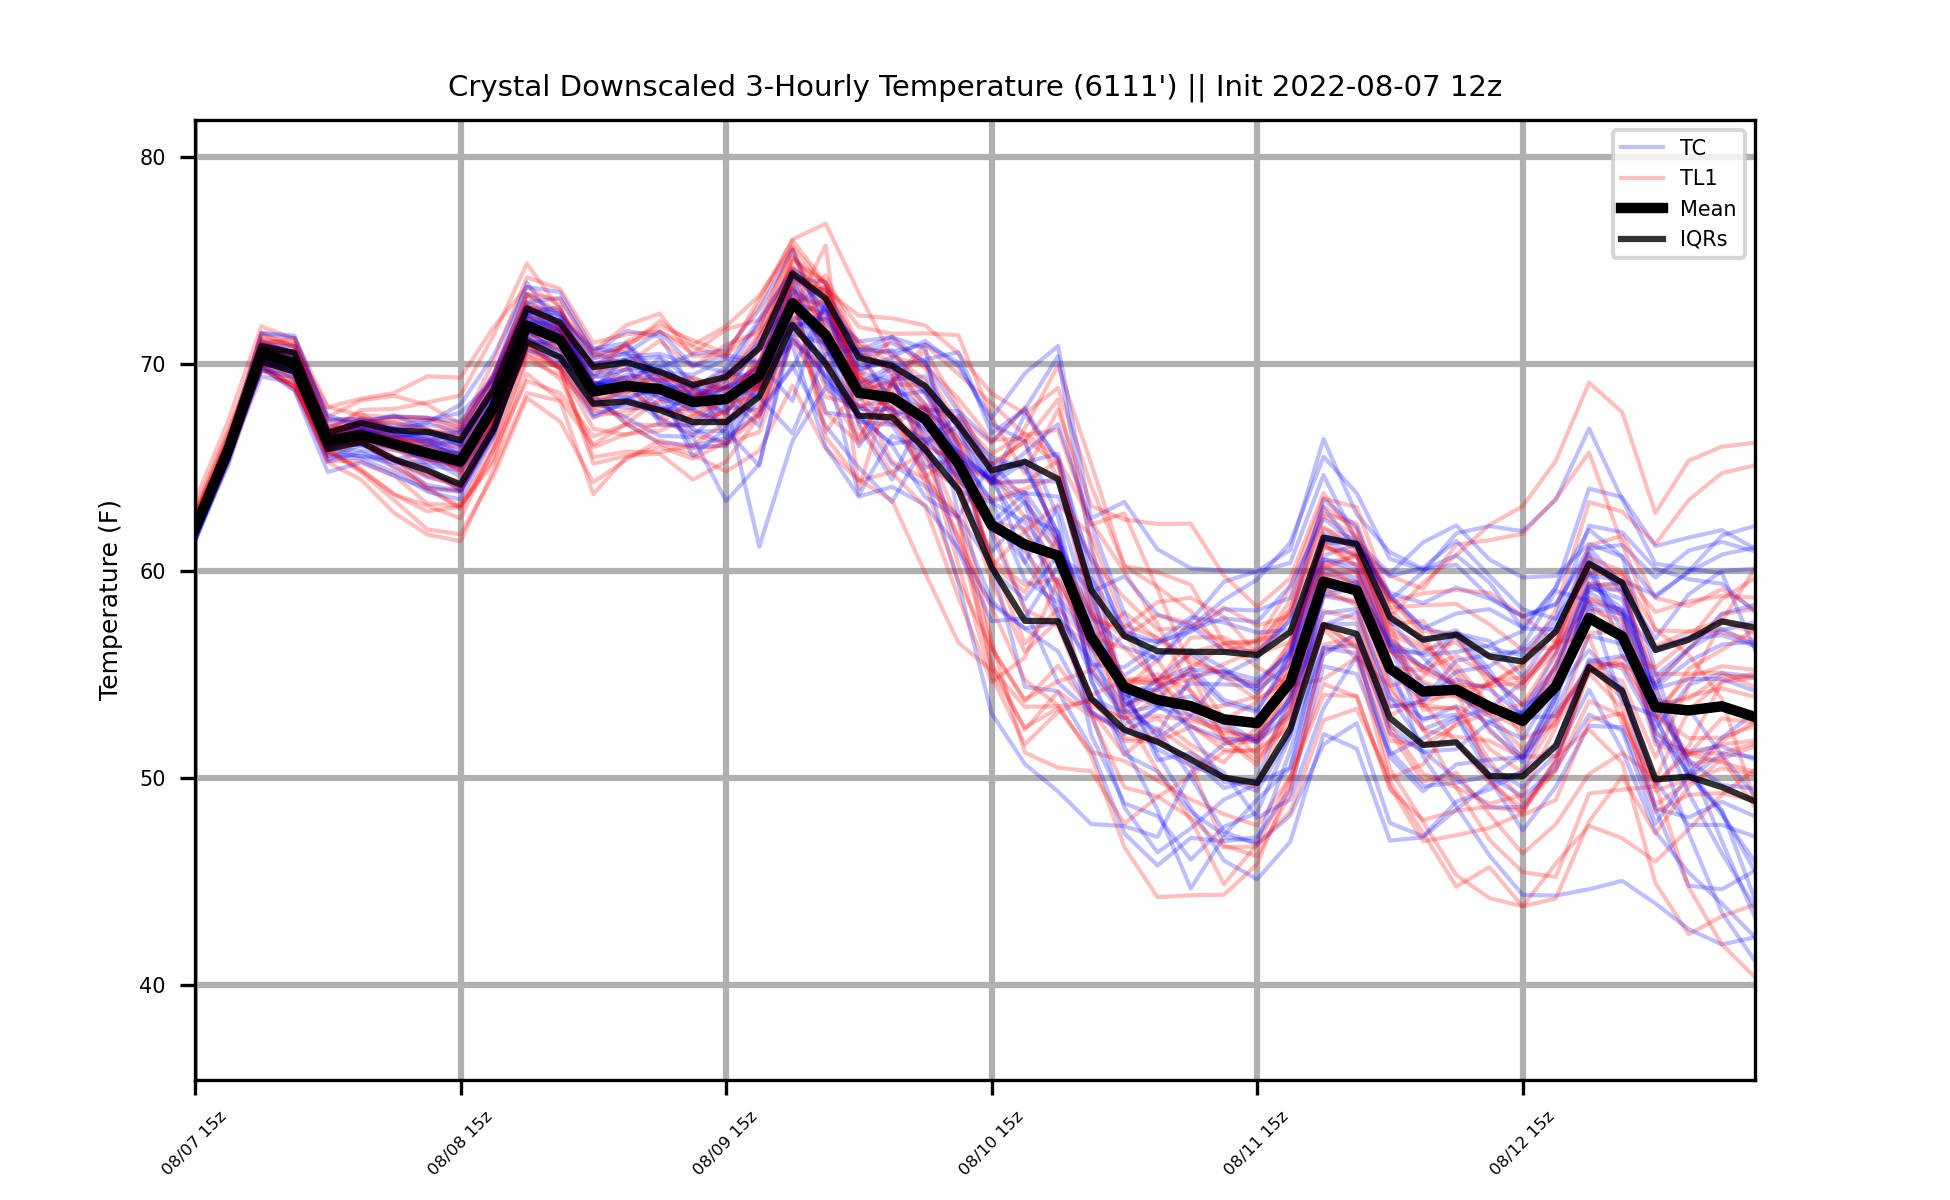 Crystal Downscaled 3-Hourly Temperature (6111') || Init 2022-08-07 12z
TC
TL1
Mean
IQRs
Temperature (F)
80
70
60
50
40
08/07 15z
08/08 15z
08/09 15z
08/10 15z
08/11 15z
08/12 15z